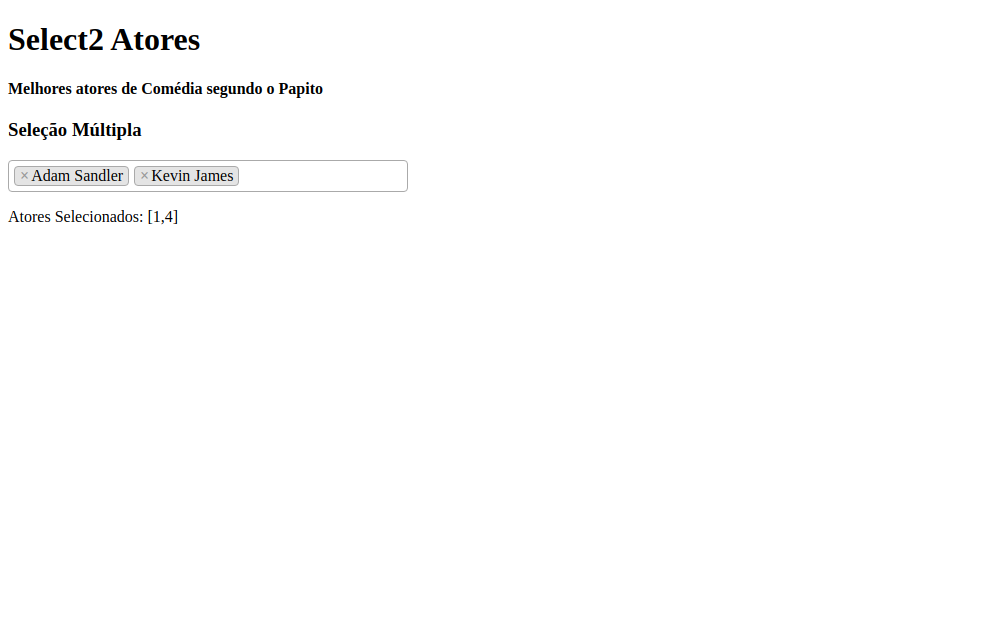 Select2 Atores
Melhores atores de Comédia segundo o Papito
Seleção Múltipla
×Adam Sandler ×Kevin James
Atores Selecionados: [1,4]